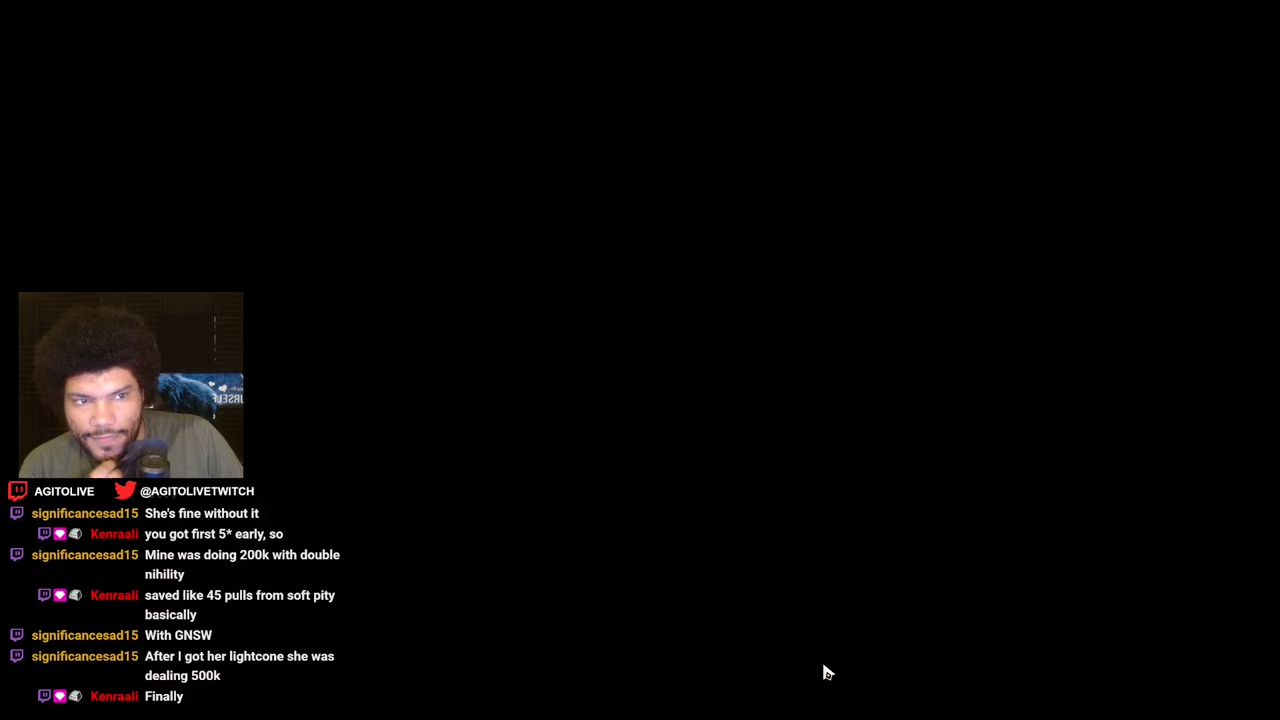 URSELF
AGITOLIVE @AGITOLIVETWITCH
significancesad15 She's fine without it
Kenraali you got first 5* early, so
significancesad15 Mine was doing 200k with double
nihility
Kenraali saved like 45 pulls from soft pity
basically
significancesad15 With GNSW
significancesad15 After I got her lightcone she was
dealing 500k
Kenraali Finally